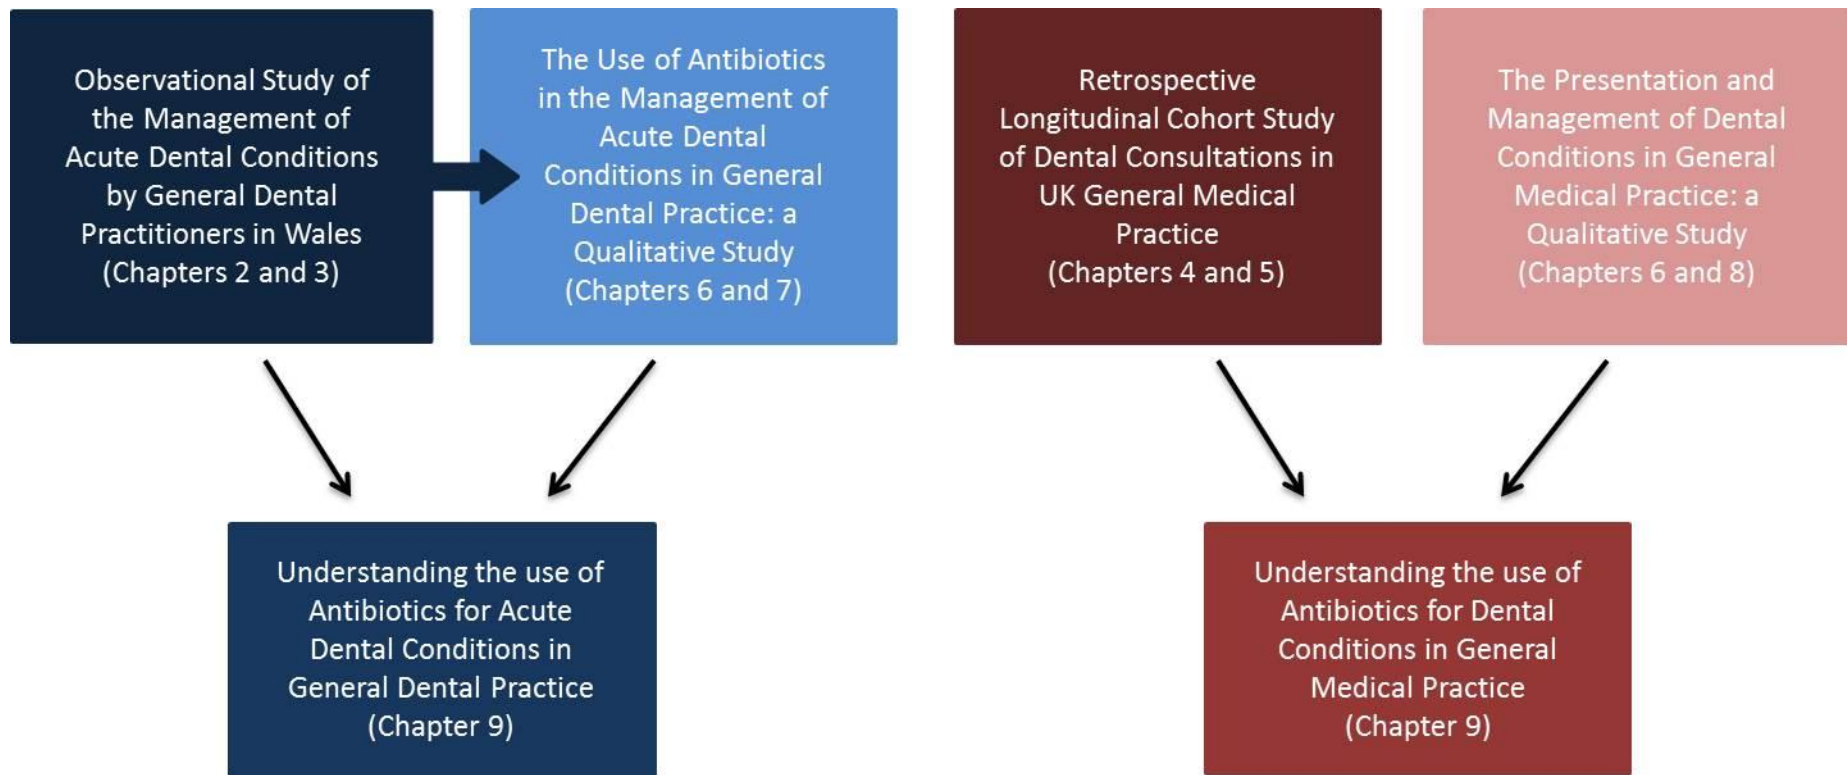 Observational Study of
the Management of
Acute Dental Conditions
by General Dental
Practitioners in Wales
(Chapters 2 and 3)
The Use of Antibiotics
in the Management of
Acute Dental
Conditions in General
Dental Practice: a
Qualitative Study
(Chapters 6 and 7)
Retrospective
Longitudinal Cohort Study
of Dental Consultations in
UK General Medical
Practice
(Chapters 4 and 5)
The Presentation and
Management of Dental
Conditions in General
Medical Practice: a
Qualitative Study
(Chapters 6 and 8)
Understanding the use of
Antibiotics for Acute
Dental Conditions in
General Dental Practice
(Chapter 9)
Understanding the use of
Antibiotics for Dental
Conditions in General
Medical Practice
(Chapter 9)